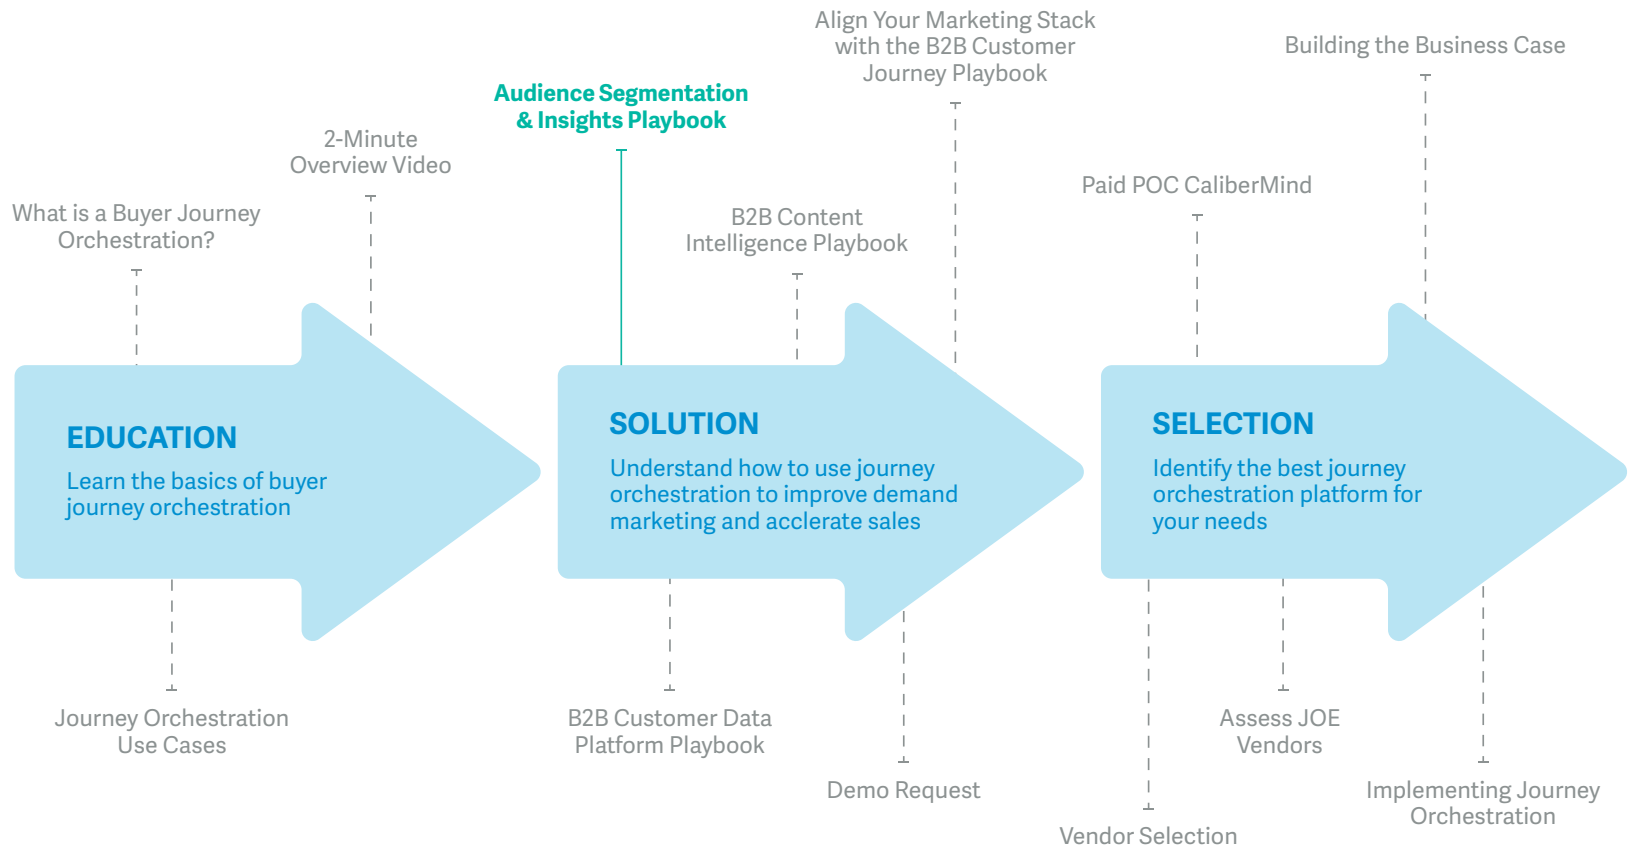 What is a Buyer Journey
Orchestration?
2-Minute
Overview Video
EDUCATION
Learn the basics of buyer
journey orchestration
Journey Orchestration
Use Cases
Audience Segmentation
& Insights Playbook
B2B Content
Intelligence Playbook
Align Your Marketing Stack
with the B2B Customer
Journey Playbook
SOLUTION
Understand how to use journey
orchestration to improve demand
marketing and acclerate sales
B2B Customer Data
Platform Playbook
Demo Request
Paid POC CaliberMind
Building the Business Case
SELECTION
Identify the best journey
orchestration platform for
your needs
Vendor Selection
Assess JOE
Vendors
Implementing Journey
Orchestration